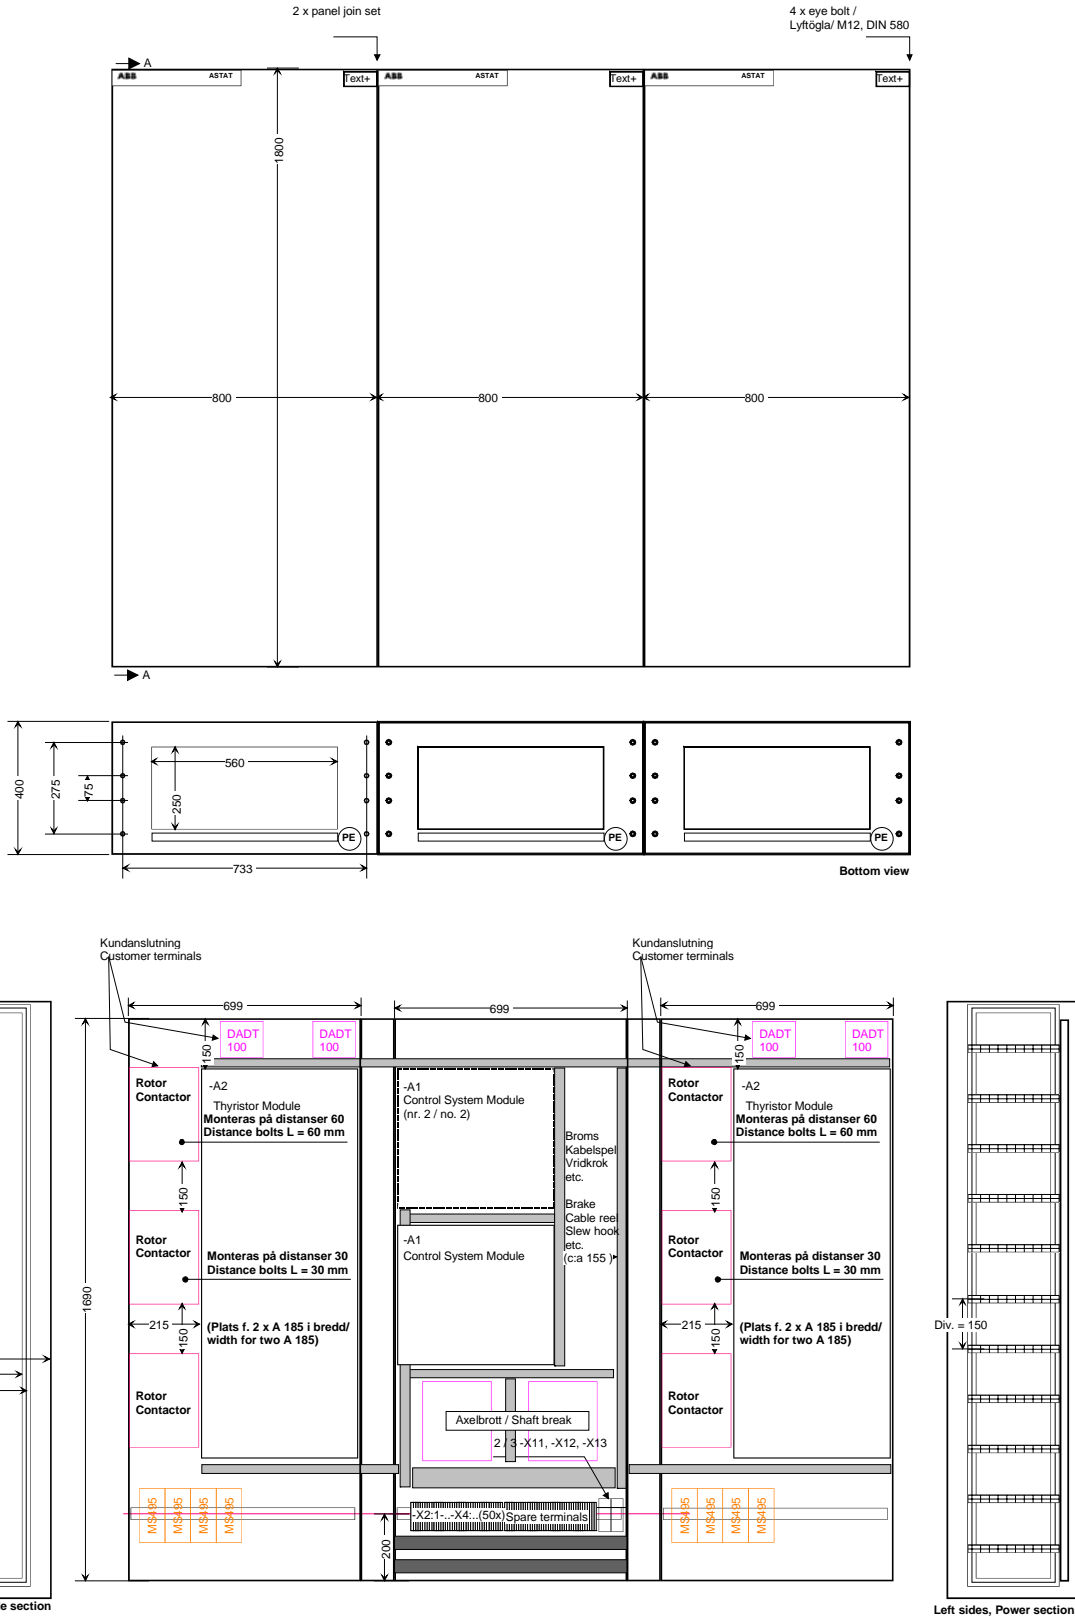 2 x panel join set
4 x eye bolt /
Lyftögla/ M12, DIN 580
A
ABB ASTAT Text+
ABB ASTAT Text+
ABB ASTAT Text+
1800
800 800 800
A
400
275
75
560
250
PE PE PE
733
Bottom view
Kundanslutning
Customer terminals
Kundanslutning
Customer terminals
699 699 699
DADT
100
DADT
100
DADT
100
DADT
100
150
150
Rotor
Contactor
-A2
Thyristor Module
Monteras på distanser 60
Distance bolts L = 60 mm
-A1
Control System Module
(nr. 2 / no. 2)
Broms
Kabelspel
Vridkrok
etc.
Brake
Cable reel
Slew hook
etc.
(c:a 155 )
Rotor
Contactor
-A2
Thyristor Module
Monteras på distanser 60
Distance bolts L = 60 mm
150
150
Rotor
Contactor
Monteras på distanser 30
Distance bolts L = 30 mm
-A1
Control System Module
Rotor
Contactor
Monteras på distanser 30
Distance bolts L = 30 mm
1690
215
150
(Plats f. 2 x A 185 i bredd/
width for two A 185)
215
150
(Plats f. 2 x A 185 i bredd/
width for two A 185)
Div. = 150
Rotor
Contactor
Axelbrott / Shaft break
2 / 3 -X11, -X12, -X13
Rotor
Contactor
MS495 MS495 MS495 MS495
-X2:1-..-X4:..(50x) Spare terminals
MS495 MS495 MS495 MS495
200
e section
Left sides, Power section